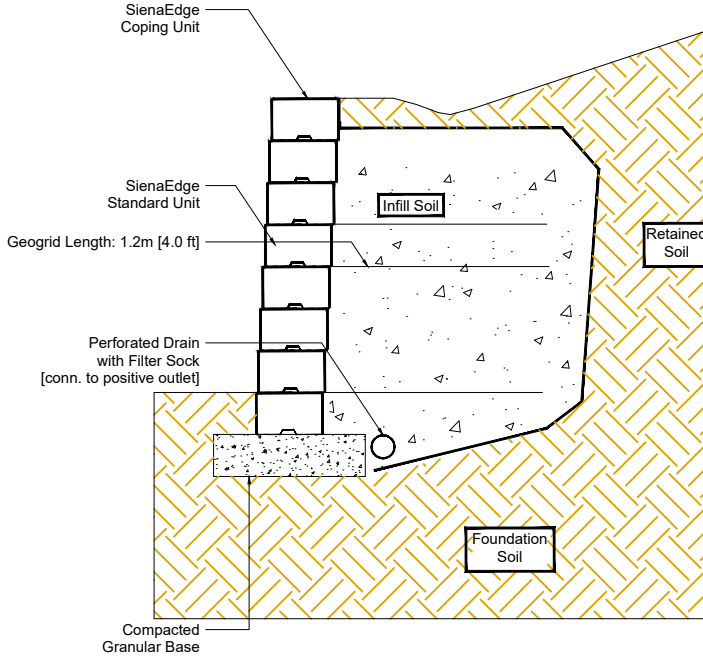 SienaEdge
Coping Unit
SienaEdge
Standard Unit
Infill Soil
Geogrid Length: 1.2m [4.0 ft]
Retained
Soil
Perforated Drain
with Filter Sock
[conn. to positive outlet]
Foundation
Soil
Compacted
Granular Base